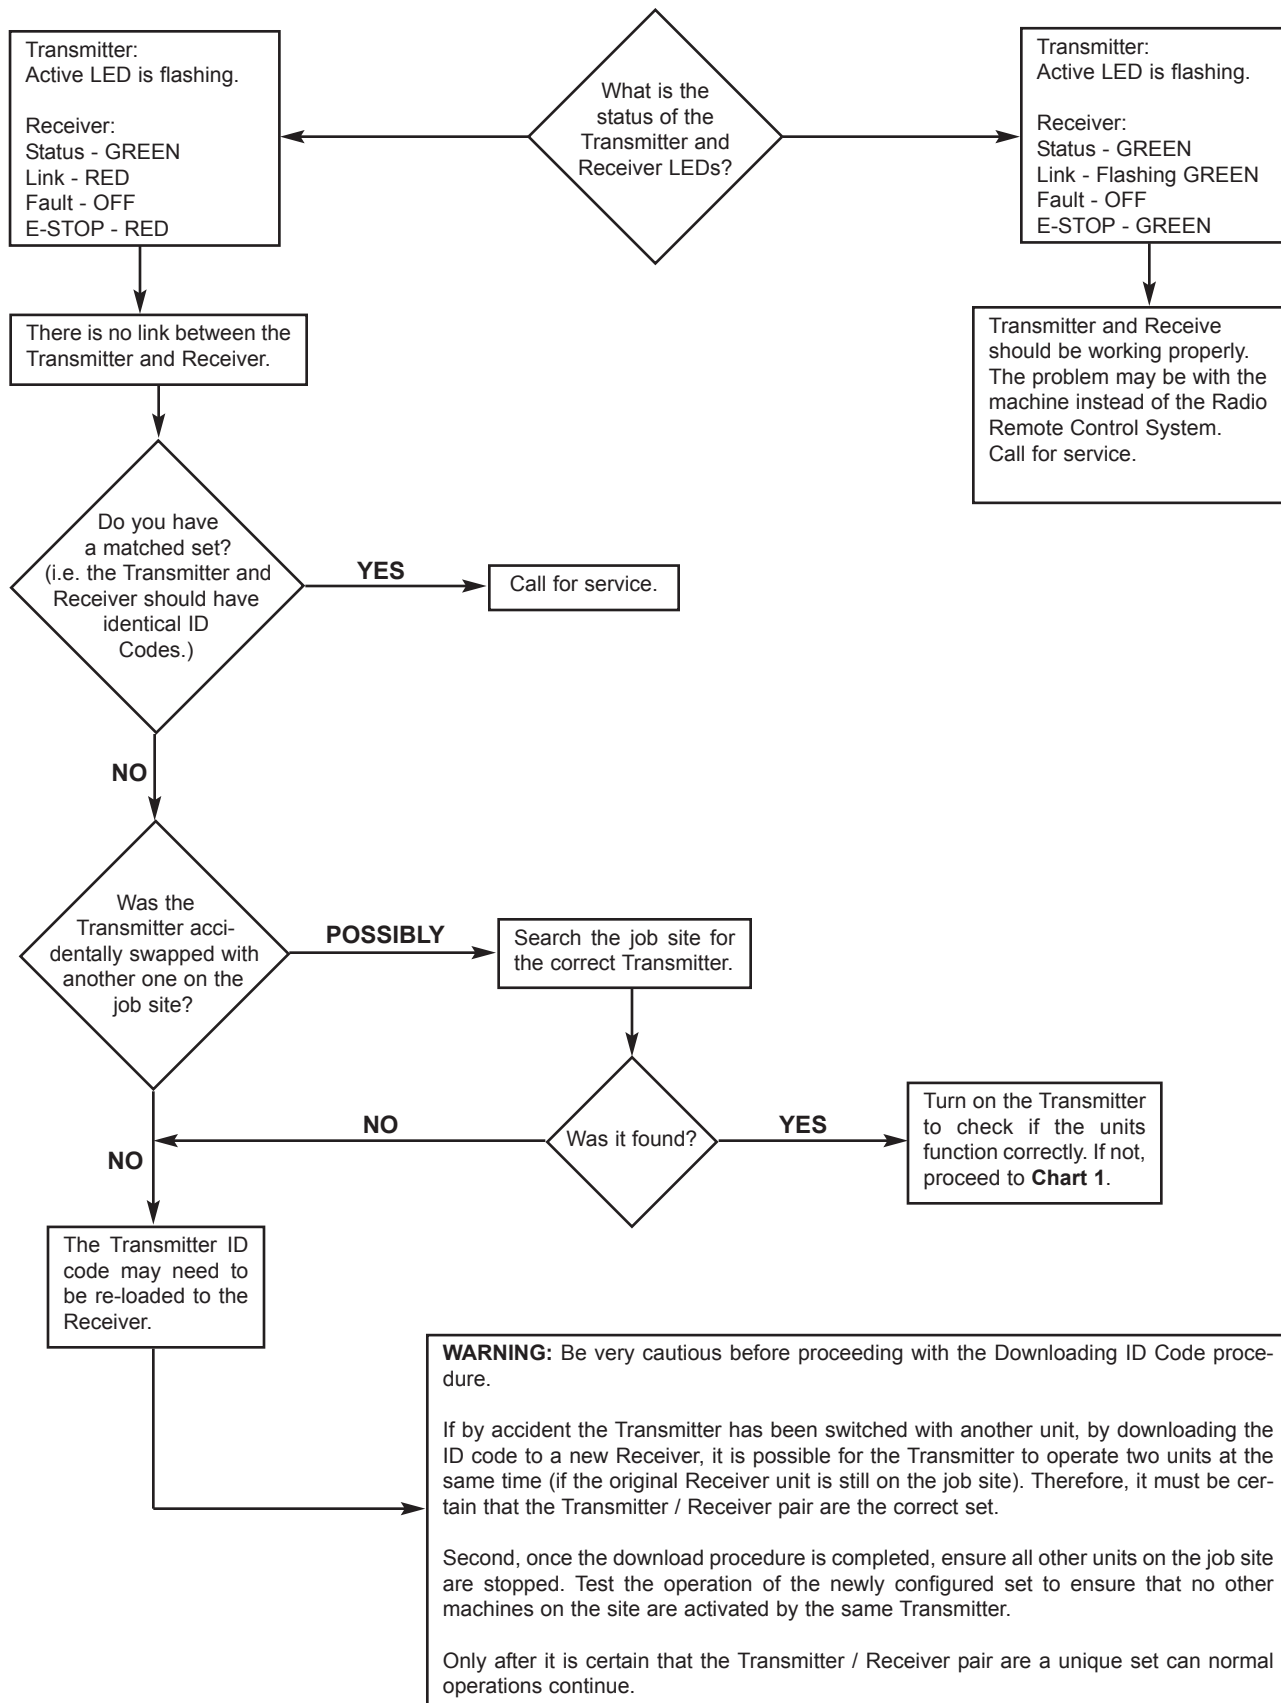 Transmitter:
Active LED is flashing.
Receiver:
Status - GREEN
Link - RED
Fault - OFF
E-STOP - RED
What is the
status of the
Transmitter and
Receiver LEDs?
Transmitter:
Active LED is flashing.
Receiver:
Status - GREEN
Link - Flashing GREEN
Fault - OFF
E-STOP - GREEN
There is no link between the
Transmitter and Receiver.
Transmitter and Receive
should be working properly.
The problem may be with the
machine instead of the Radio
Remote Control System.
Call for service.
Do you have
a matched set?
(i.e. the Transmitter and
Receiver should have
identical ID
Codes.)
YES
Call for service.
NO
Was the
Transmitter acci-
dentally swapped with
another one on the
job site?
POSSIBLY
Search the job site for
the correct Transmitter.
Was it found?
NO
YES
Turn on the Transmitter
to check if the units
function correctly. If not,
proceed to Chart 1.
NO
The Transmitter ID
code may need to
be re-loaded to the
Receiver.
WARNING: Be very cautious before proceeding with the Downloading ID Code proce-
dure.
If by accident the Transmitter has been switched with another unit, by downloading the
ID code to a new Receiver, it is possible for the Transmitter to operate two units at the
same time (if the original Receiver unit is still on the job site). Therefore, it must be cer-
tain that the Transmitter / Receiver pair are the correct set.
Second, once the download procedure is completed, ensure all other units on the job site
are stopped. Test the operation of the newly configured set to ensure that no other
machines on the site are activated by the same Transmitter.
Only after it is certain that the Transmitter / Receiver pair are a unique set can normal
operations continue.